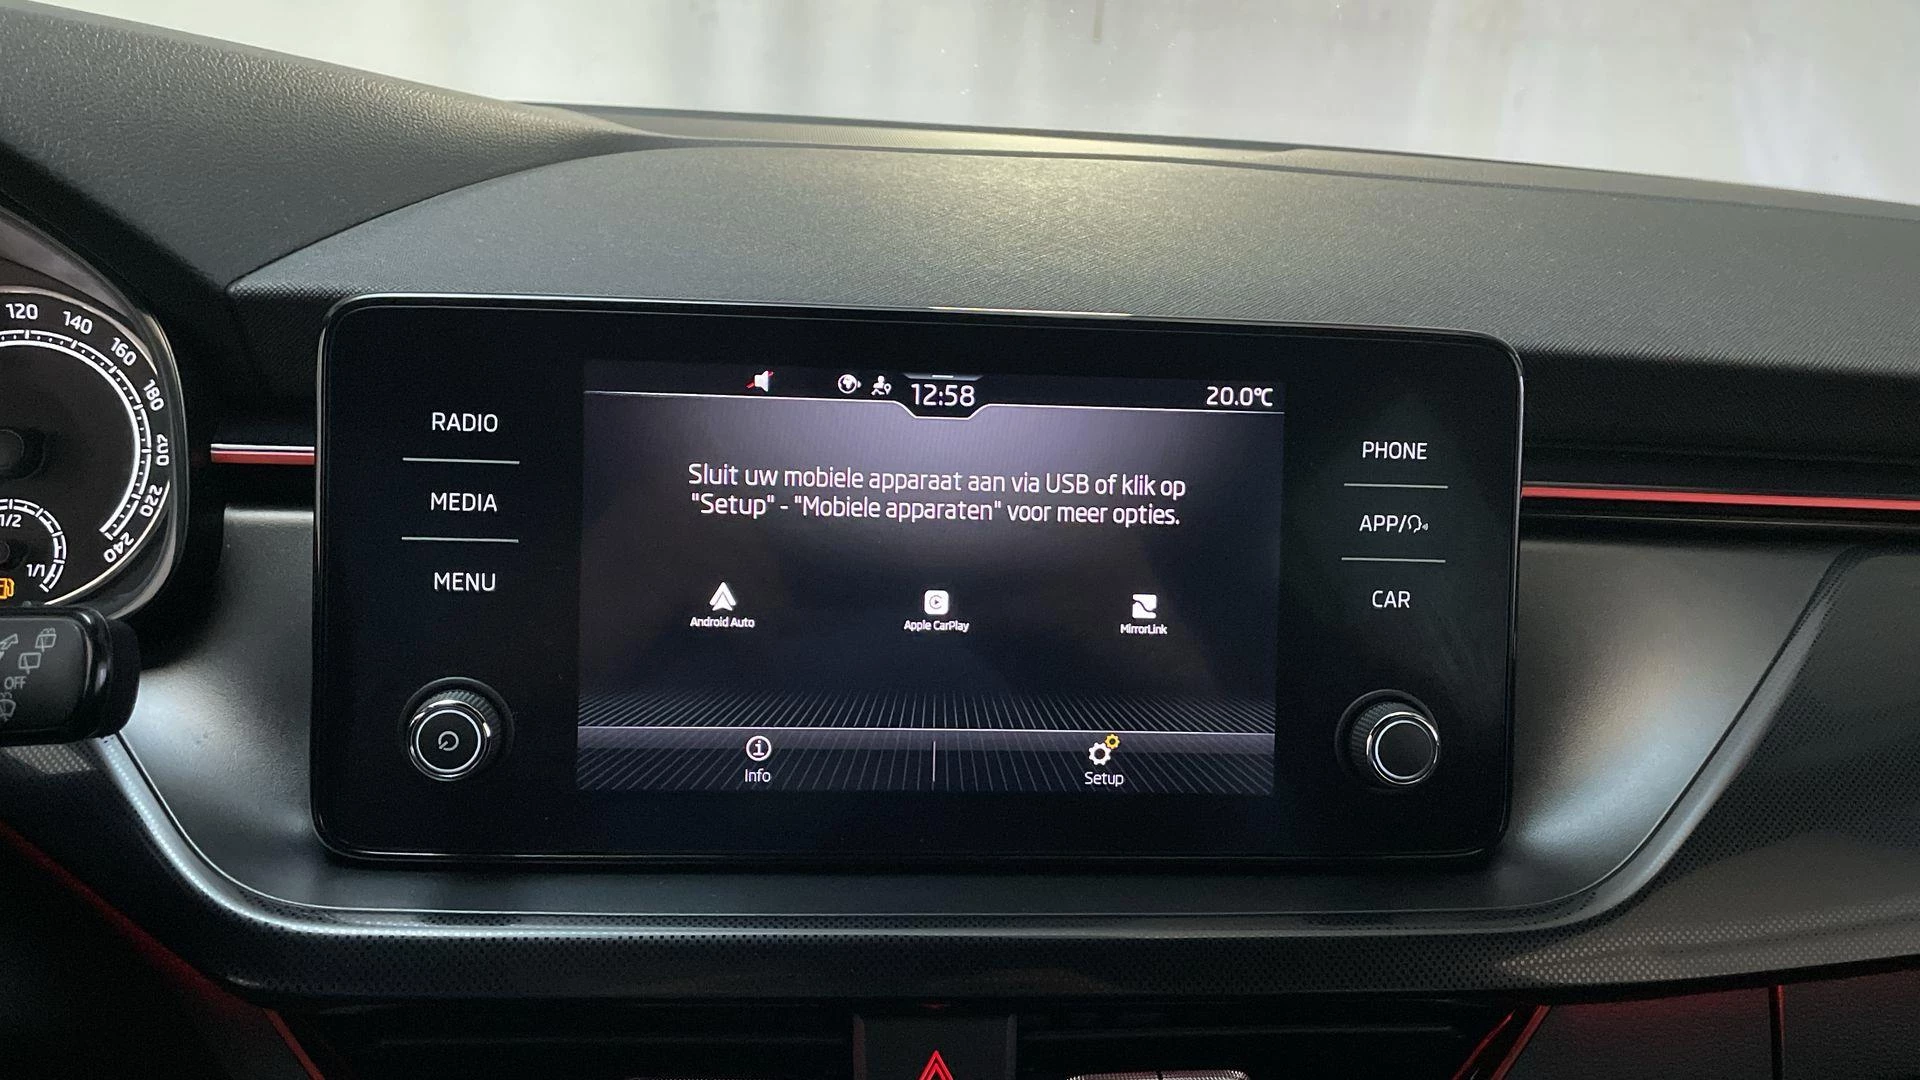 120
140
160
180
200
220
240
1/2
1/1
OFF
RADIO
MEDIA
MENU
12:58
20.0°C
Sluit uw mobiele apparaat aan via USB of klik op
"Setup" - "Mobiele apparaten" voor meer opties.
Android Auto
Apple CarPlay
MirrorLink
Info
Setup
PHONE
APP/
CAR